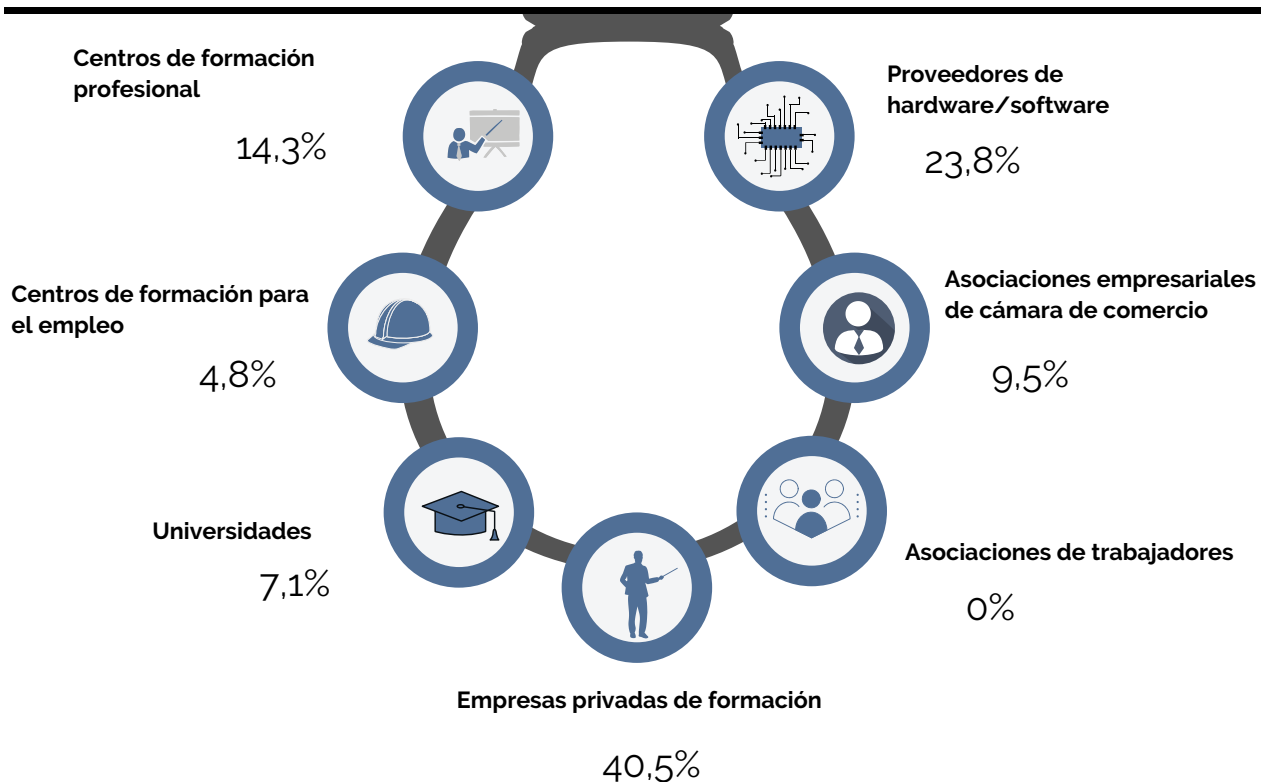 Centros de formación
profesional
14,3%
Proveedores de
hardware/software
23,8%
Centros de formación para
el empleo
4,8%
Asociaciones empresariales
de cámara de comercio
9,5%
Universidades
7,1%
Asociaciones de trabajadores
0%
Empresas privadas de formación
40,5%